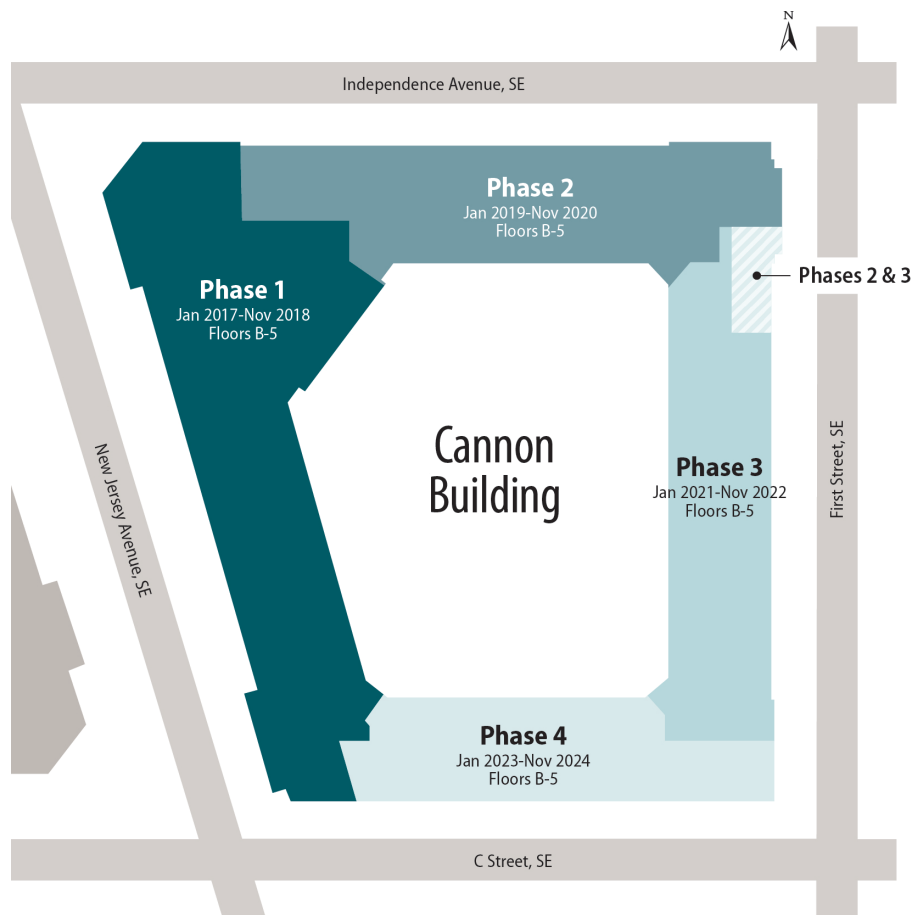 N
Independence Avenue, SE
Phase 2
Jan 2019-Nov 2020
Floors B-5
Phases 2 & 3
Phase 1
Jan 2017-Nov 2018
Floors B-5
Cannon
Building
Phase 3
Jan 2021-Nov 2022
Floors B-5
First Street, SE
New Jersey Avenue, SE
Phase 4
Jan 2023-Nov 2024
Floors B-5
C Street, SE